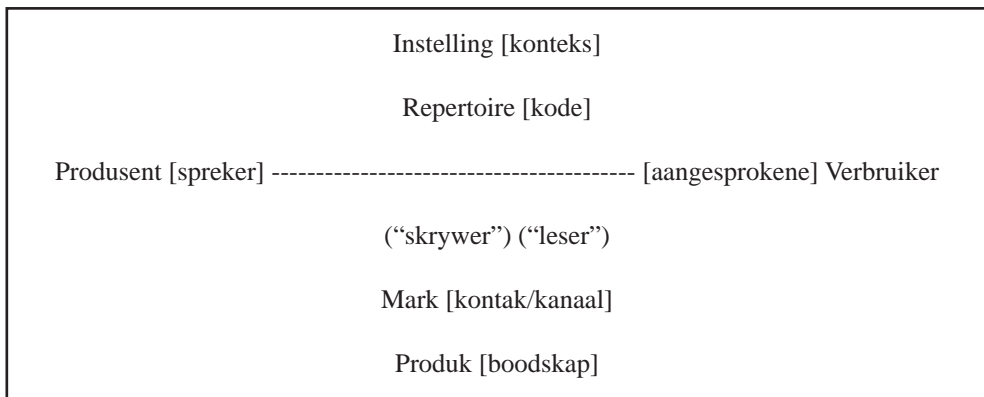 Instelling [konteks]
Repertoire [kode]
Produsent [spreker] ----------------------------------------- [aangesprokene] Verbruiker
(“skrywer”) (“leser”)
Mark [kontak/kanaal]
Produk [boodskap]